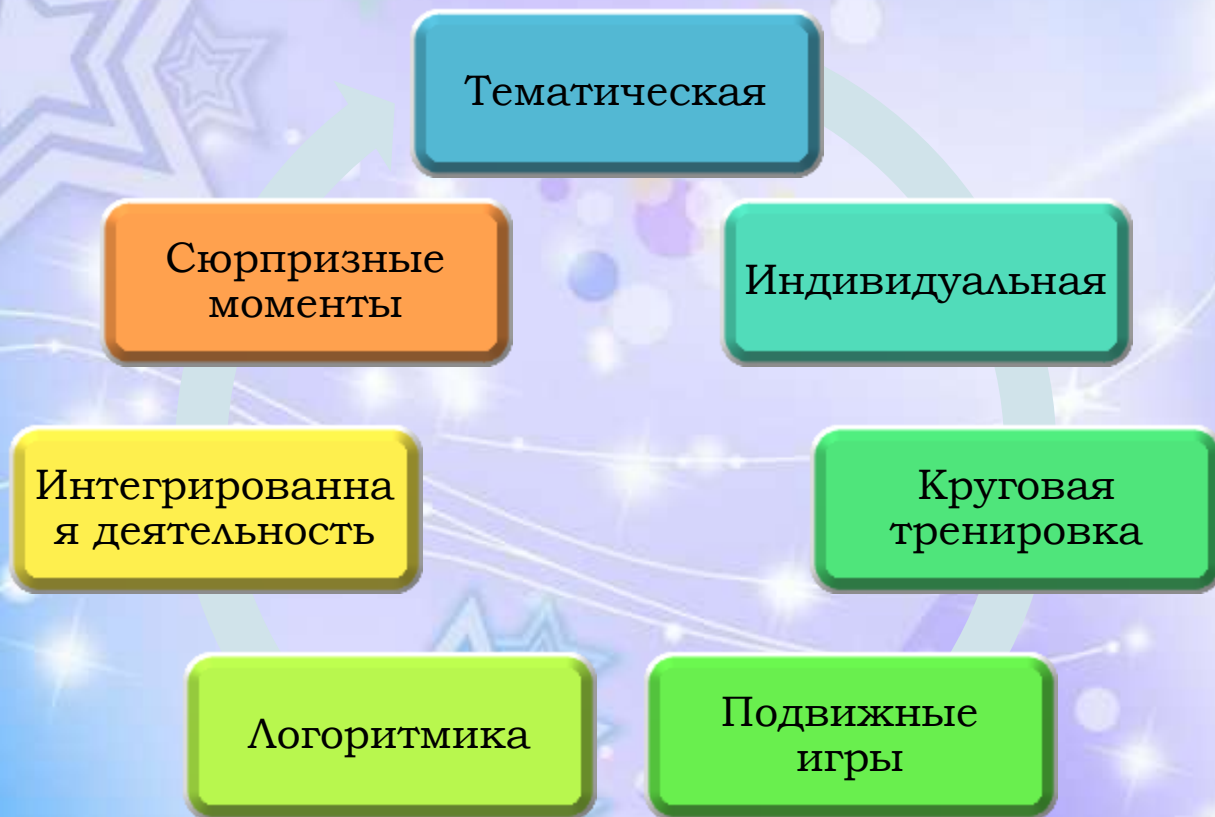 Тематическая
Индивидуальная
Круговая
тренировка
Подвижные
игры
Логоритмика
Интегрированна
я деятельность
Сюрпризные
моменты